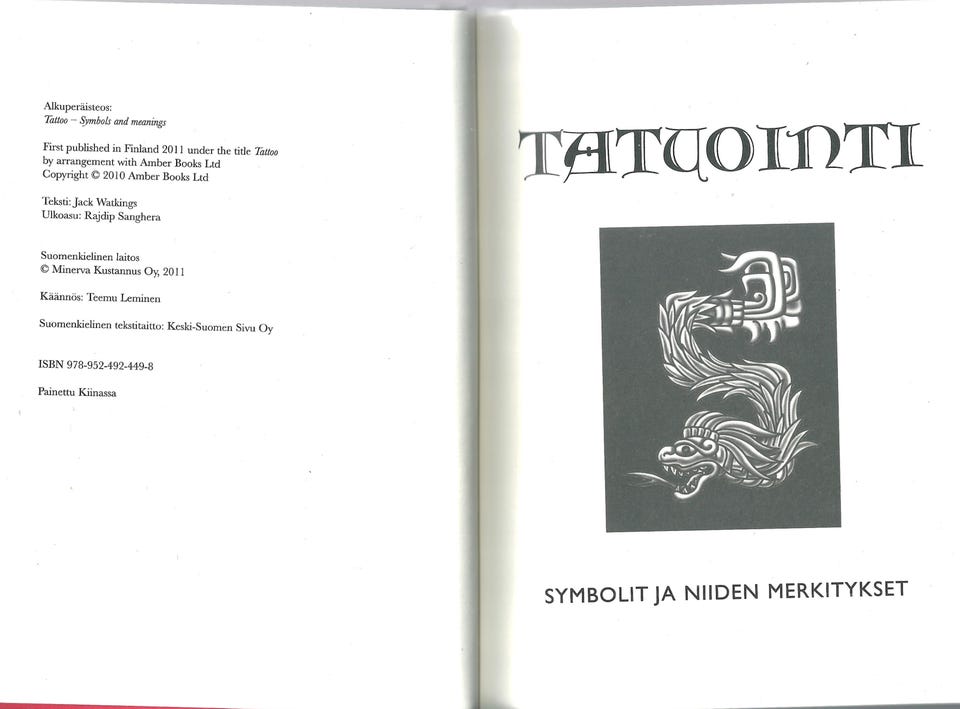 Alkuperäisteos:
Tattoo – Symbols and meanings
First published in Finland 2011 under the title Tattoo
by arrangement with Amber Books Ltd
Copyright © 2010 Amber Books Ltd
Teksti: Jack Watkings
Ulkoasu: Rajdip Sanghera
Suomenkielinen laitos
© Minerva Kustannus Oy, 2011
Käännös: Teemu Leminen
Suomenkielinen tekstitaitto: Keski-Suomen Sivu Oy
ISBN 978-952-492-449-8
Painettu Kiinassa
TATUOINTI
SYMBOLIT JA NIIDEN MERKITYKSET